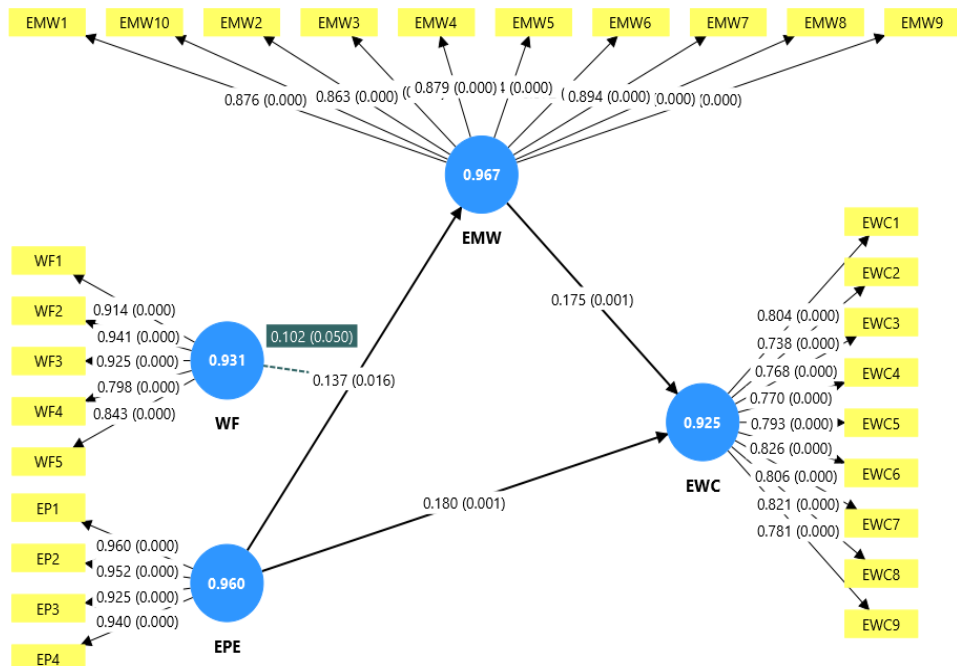 EMW1 EMW10 EMW2 EMW3 EMW4 EMW5 EMW6 EMW7 EMW8 EMW9
0.876 (0.000) 0.863 (0.000) 0.879 (0.000) (0.000) 0.894 (0.000) (0.000) (0.000)
0.967
EMW
WF1
WF2
WF3
WF4
WF5
0.914 (0.000)
0.941 (0.000)
0.925 (0.000)
0.798 (0.000)
0.843 (0.000)
0.931
WF
0.102 (0.050)
0.137 (0.016)
0.175 (0.001)
0.180 (0.001)
EP1
EP2
EP3
EP4
0.960 (0.000)
0.952 (0.000)
0.925 (0.000)
0.940 (0.000)
0.960
EPE
0.925
EWC
0.804 (0.000)
0.738 (0.000)
0.768 (0.000)
0.770 (0.000)
0.793 (0.000)
0.826 (0.000)
0.806 (0.000)
0.821 (0.000)
0.781 (0.000)
EWC1
EWC2
EWC3
EWC4
EWC5
EWC6
EWC7
EWC8
EWC9